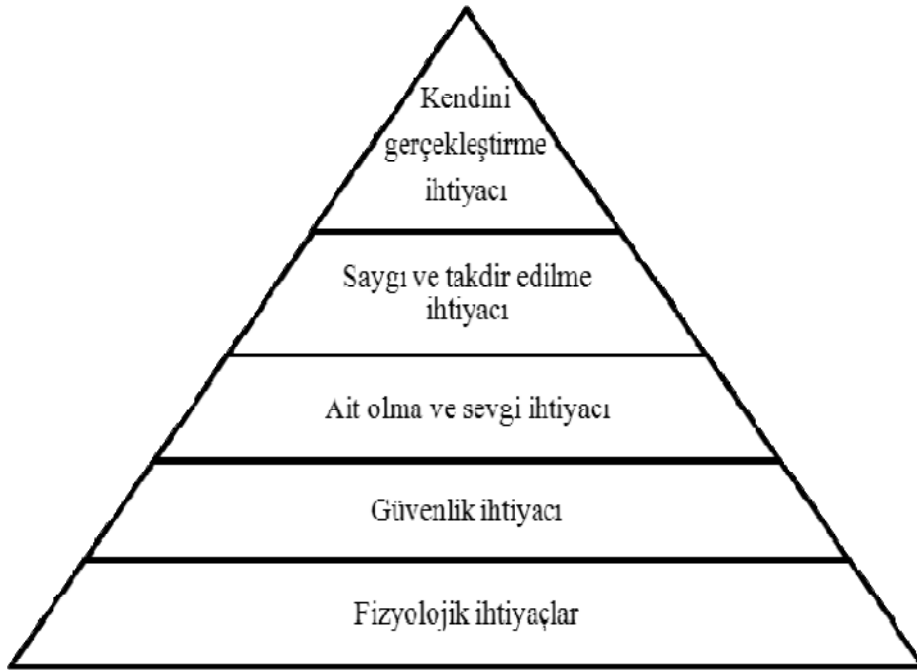 Kendini
gerçekleştirme
ihtiyacı
Saygı ve takdir edilme
ihtiyacı
Ait olma ve sevgi ihtiyacı
Güvenlik ihtiyacı
Fizyolojik ihtiyaçlar